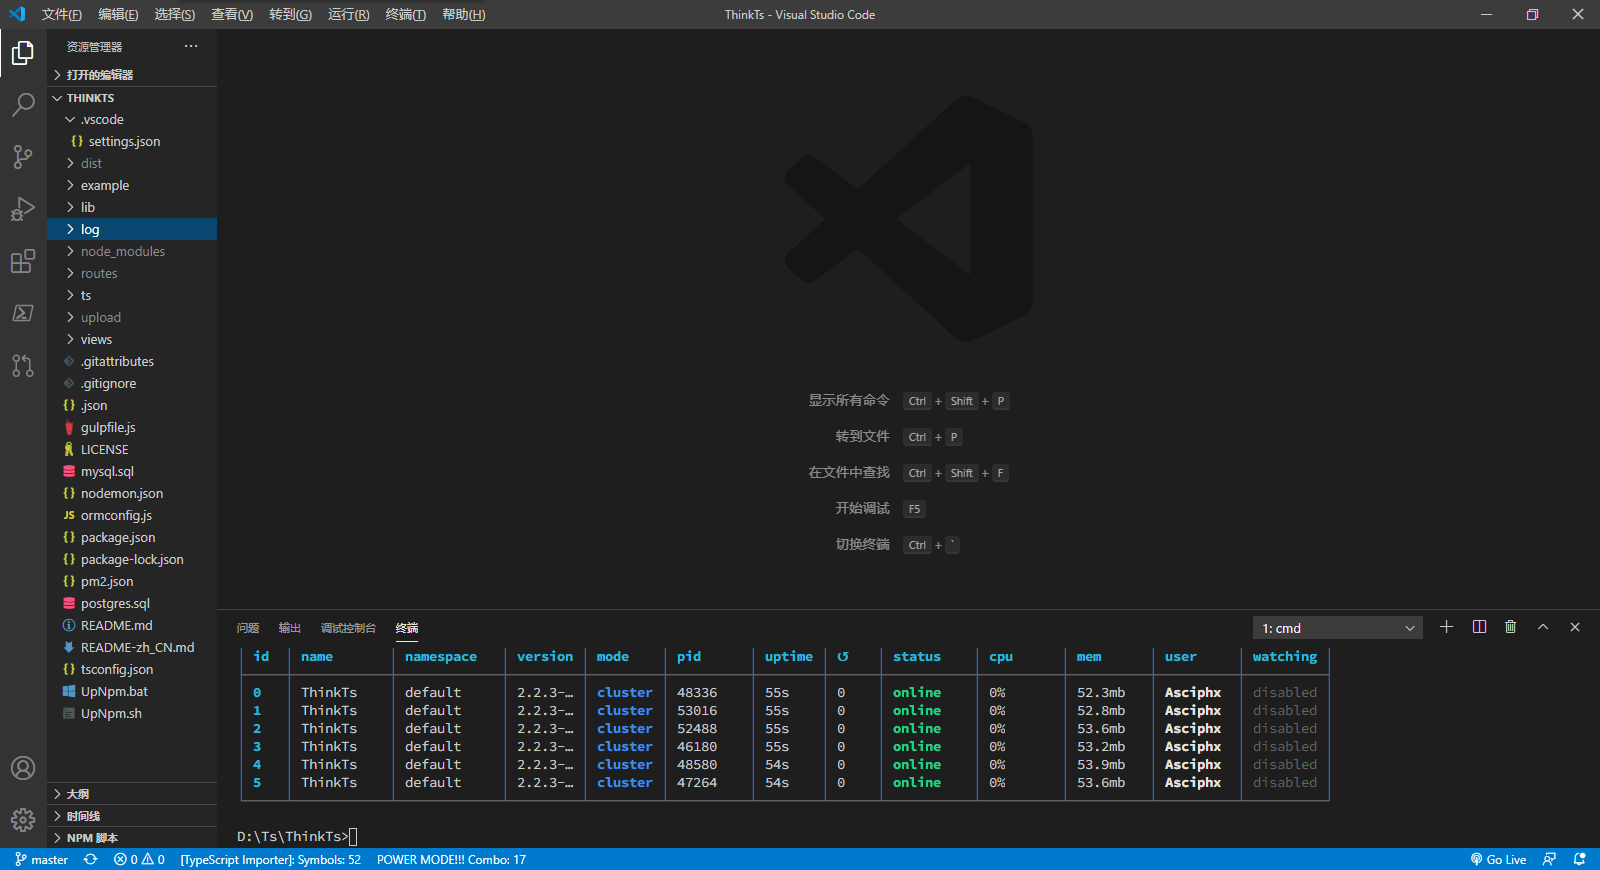 文件(F) 编辑(E) 选择(S) 查看(V) 转到(G) 运行(R) 终端(T) 帮助(H) ThinkTs - Visual Studio Code
资源管理器 ···
打开的编辑器
THINKTS
.vscode
{} settings.json
dist
example
lib
log
node_modules
routes
ts
upload
views
.gitattributes
.gitignore
{} .json
gulpfile.js
LICENSE
mysql.sql
{} nodemon.json
JS ormconfig.js
{} package.json
{} package-lock.json
{} pm2.json
postgres.sql
README.md
README-zh_CN.md
{} tsconfig.json
UpNpm.bat
UpNpm.sh
大纲
时间线
NPM 脚本
显示所有命令 Ctrl + Shift + P
转到文件 Ctrl + P
在文件中查找 Ctrl + Shift + F
开始调试 F5
切换终端 Ctrl + `
问题 输出 调试控制台 终端 1: cmd
id name namespace version mode pid uptime ↺ status cpu mem user watching
0 ThinkTs default 2.2.3-… cluster 48336 55s 0 online 0% 52.3mb Asciphx disabled
1 ThinkTs default 2.2.3-… cluster 53016 55s 0 online 0% 52.8mb Asciphx disabled
2 ThinkTs default 2.2.3-… cluster 52488 55s 0 online 0% 53.6mb Asciphx disabled
3 ThinkTs default 2.2.3-… cluster 46180 55s 0 online 0% 53.2mb Asciphx disabled
4 ThinkTs default 2.2.3-… cluster 48580 54s 0 online 0% 53.9mb Asciphx disabled
5 ThinkTs default 2.2.3-… cluster 47264 54s 0 online 0% 53.6mb Asciphx disabled
D:\Ts\ThinkTs>
master 0 0 [TypeScript Importer]: Symbols: 52 POWER MODE!!! Combo: 17 Go Live